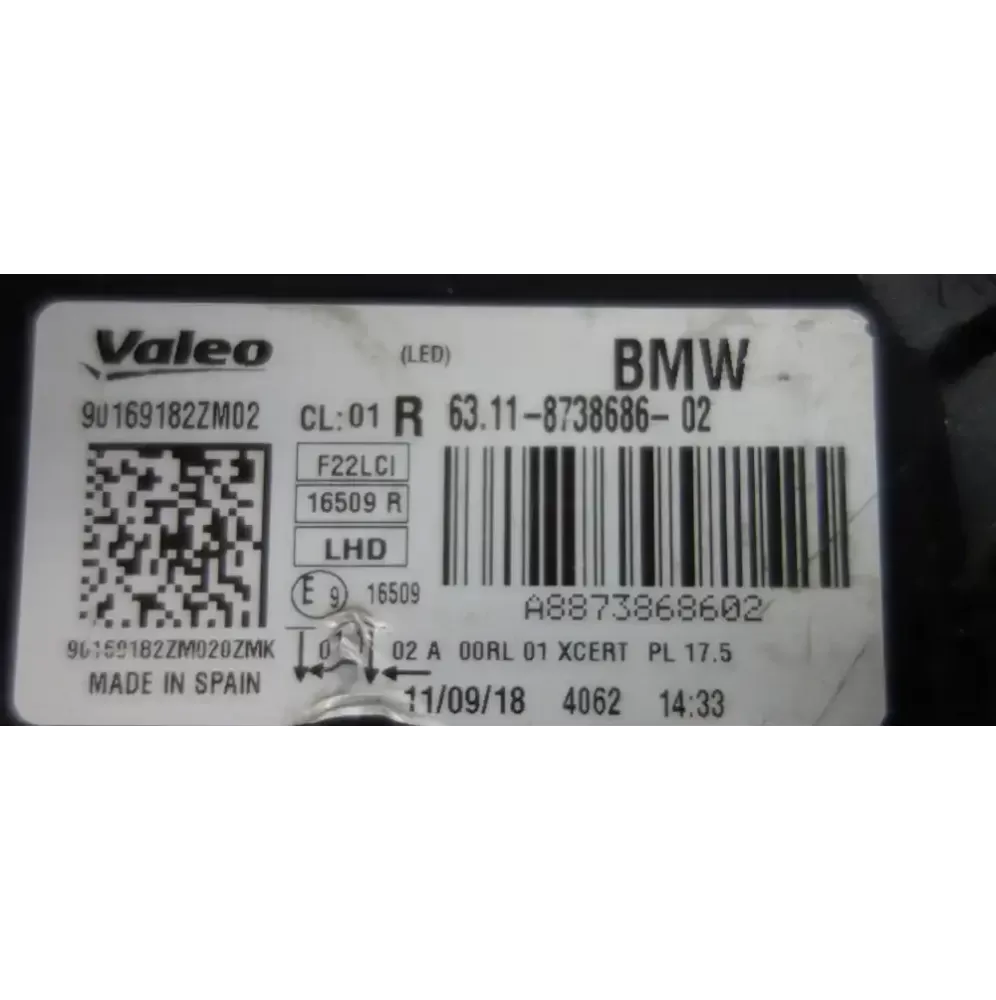 Valeo (LED) BMW
90169182ZM02 CL: 01 R 63.11-8738686-02
F22LCI
16509 R
LHD
E 9 16509
A8873868602
90169182ZM020ZMK 02 A 00RL 01 XCERT PL 17.5
MADE IN SPAIN 11/09/18 4062 14:33